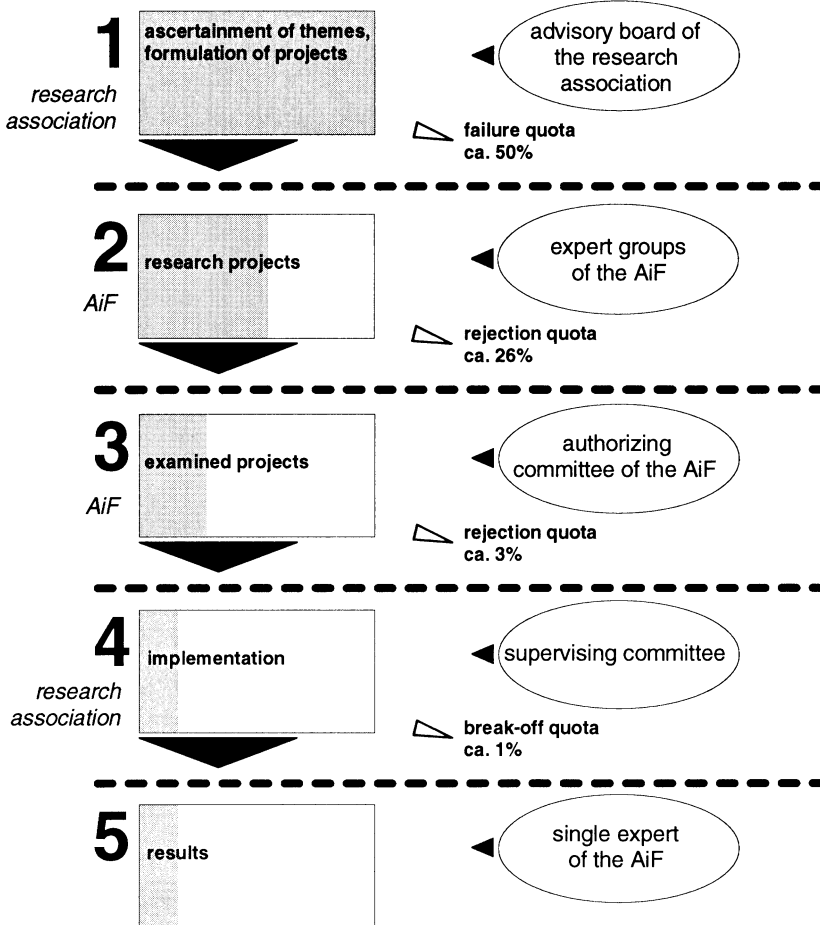 1
research
association
ascertainment of themes,
formulation of projects
advisory board of
the research
association
failure quota
ca. 50%
2
AiF
research projects
expert groups
of the AiF
rejection quota
ca. 26%
3
AiF
examined projects
authorizing
committee of the AiF
rejection quota
ca. 3%
4
research
association
implementation
supervising committee
break-off quota
ca. 1%
5
results
single expert
of the AiF